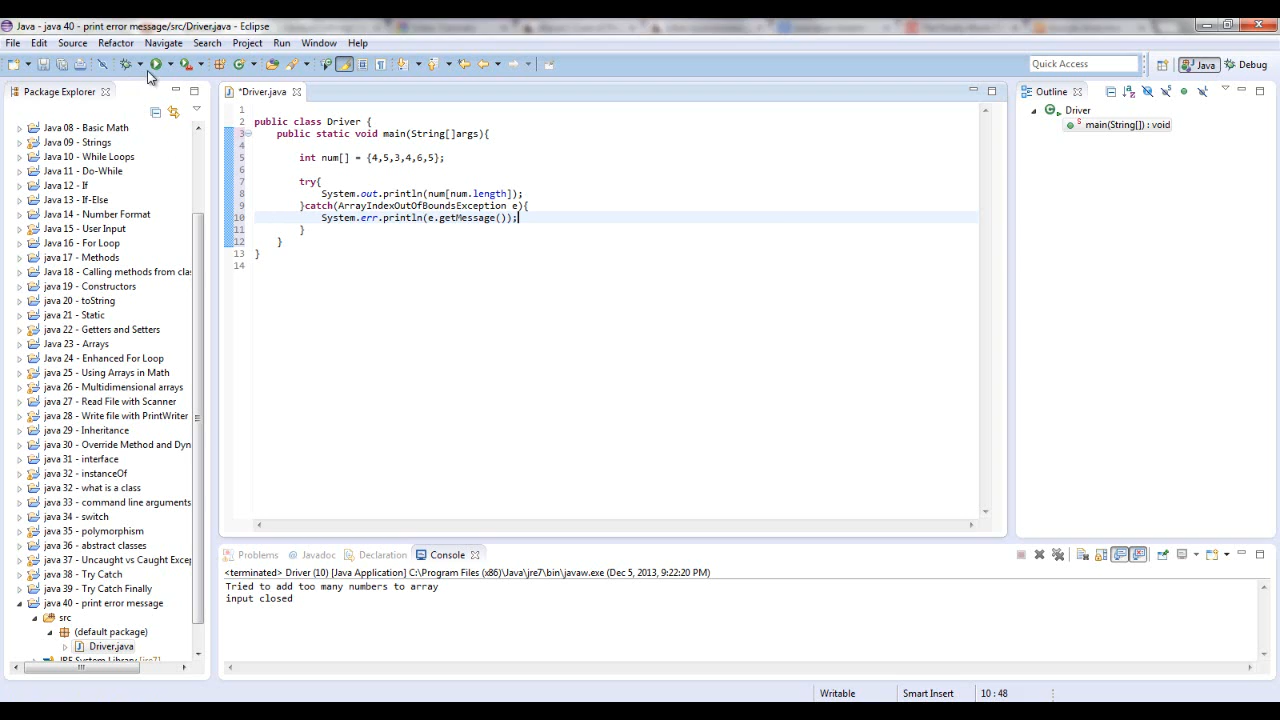 Java - java 40 - print error message/src/Driver.java - Eclipse
File Edit Source Refactor Navigate Search Project Run Window Help
Quick Access Java Debug
Package Explorer
Java 08 - Basic Math
Java 09 - Strings
Java 10 - While Loops
Java 11 - Do-While
Java 12 - If
Java 13 - If-Else
Java 14 - Number Format
Java 15 - User Input
Java 16 - For Loop
java 17 - Methods
Java 18 - Calling methods from clas
java 19 - Constructors
java 20 - toString
java 21 - Static
java 22 - Getters and Setters
Java 23 - Arrays
Java 24 - Enhanced For Loop
java 25 - Using Arrays in Math
java 26 - Multidimensional arrays
java 27 - Read File with Scanner
java 28 - Write file with PrintWriter
java 29 - Inheritance
java 30 - Override Method and Dyn
java 31 - interface
java 32 - instanceOf
java 32 - what is a class
java 33 - command line arguments
java 34 - switch
java 35 - polymorphism
java 36 - abstract classes
java 37 - Uncaught vs Caught Excep
java 38 - Try Catch
java 39 - Try Catch Finally
java 40 - print error message
src
(default package)
Driver.java
JRE System Library [jre7]
*Driver.java
1
2 public class Driver {
3 public static void main(String[]args){
4
5 int num[] = {4,5,3,4,6,5};
6
7 try{
8 System.out.println(num[num.length]);
9 }catch(ArrayIndexOutOfBoundsException e){
10 System.err.println(e.getMessage());
11 }
12 }
13 }
14
Outline
Driver
main(String[]) : void
Problems Javadoc Declaration Console
<terminated> Driver (10) [Java Application] C:\Program Files (x86)\Java\jre7\bin\javaw.exe (Dec 5, 2013, 9:22:20 PM)
Tried to add too many numbers to array
input closed
Writable Smart Insert 10 : 48